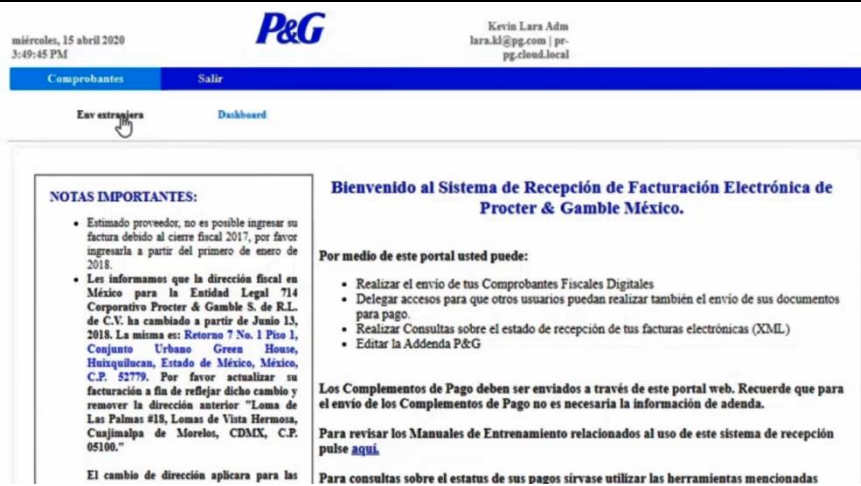 P&G
miércoles, 15 abril 2020
3:49:45 PM
Kevin Lara Adm
lara.kl@pg.com | pr-
pg.cloud.local
Comprobantes
Salir
Env extranjera
Dashboard
NOTAS IMPORTANTES:
• Estimado proveedor, no es posible ingresar su
factura debido al cierre fiscal 2017, por favor
ingresarla a partir del primero de enero de
2018.
• Les informamos que la dirección fiscal en
México para la Entidad Legal 714
Corporativo Procter & Gamble S. de R.L.
de C.V. ha cambiado a partir de Junio 13,
2018. La misma es: Retorno 7 No. 1 Piso 1,
Conjunto Urbano Green House,
Huixquilucan, Estado de México, México,
C.P. 52779. Por favor actualizar su
facturación a fin de reflejar dicho cambio y
remover la dirección anterior "Loma de
Las Palmas #18, Lomas de Vista Hermosa,
Cuajimalpa de Morelos, CDMX, C.P.
05100."
El cambio de dirección aplicara para las
Bienvenido al Sistema de Recepción de Facturación Electrónica de
Procter & Gamble México.
Por medio de este portal usted puede:
• Realizar el envío de tus Comprobantes Fiscales Digitales
• Delegar accesos para que otros usuarios puedan realizar también el envío de sus documentos
para pago.
• Realizar Consultas sobre el estado de recepción de tus facturas electrónicas (XML)
• Editar la Addenda P&G
Los Complementos de Pago deben ser enviados a través de este portal web. Recuerde que para
el envío de los Complementos de Pago no es necesaria la información de adenda.
Para revisar los Manuales de Entrenamiento relacionados al uso de este sistema de recepción
pulse aquí.
Para consultas sobre el estatus de sus pagos sírvase utilizar las herramientas mencionadas